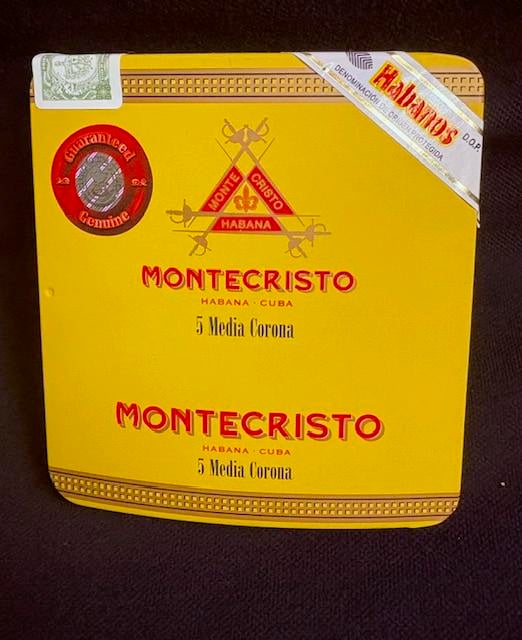 Habanos
DENOMINACIÓN DE ORIGEN PROTEGIDA
D.O.P.
Guaranteed
Genuine
MONTE CRISTO
HABANA
MONTECRISTO
HABANA · CUBA
5 Media Corona
MONTECRISTO
HABANA · CUBA
5 Media Corona